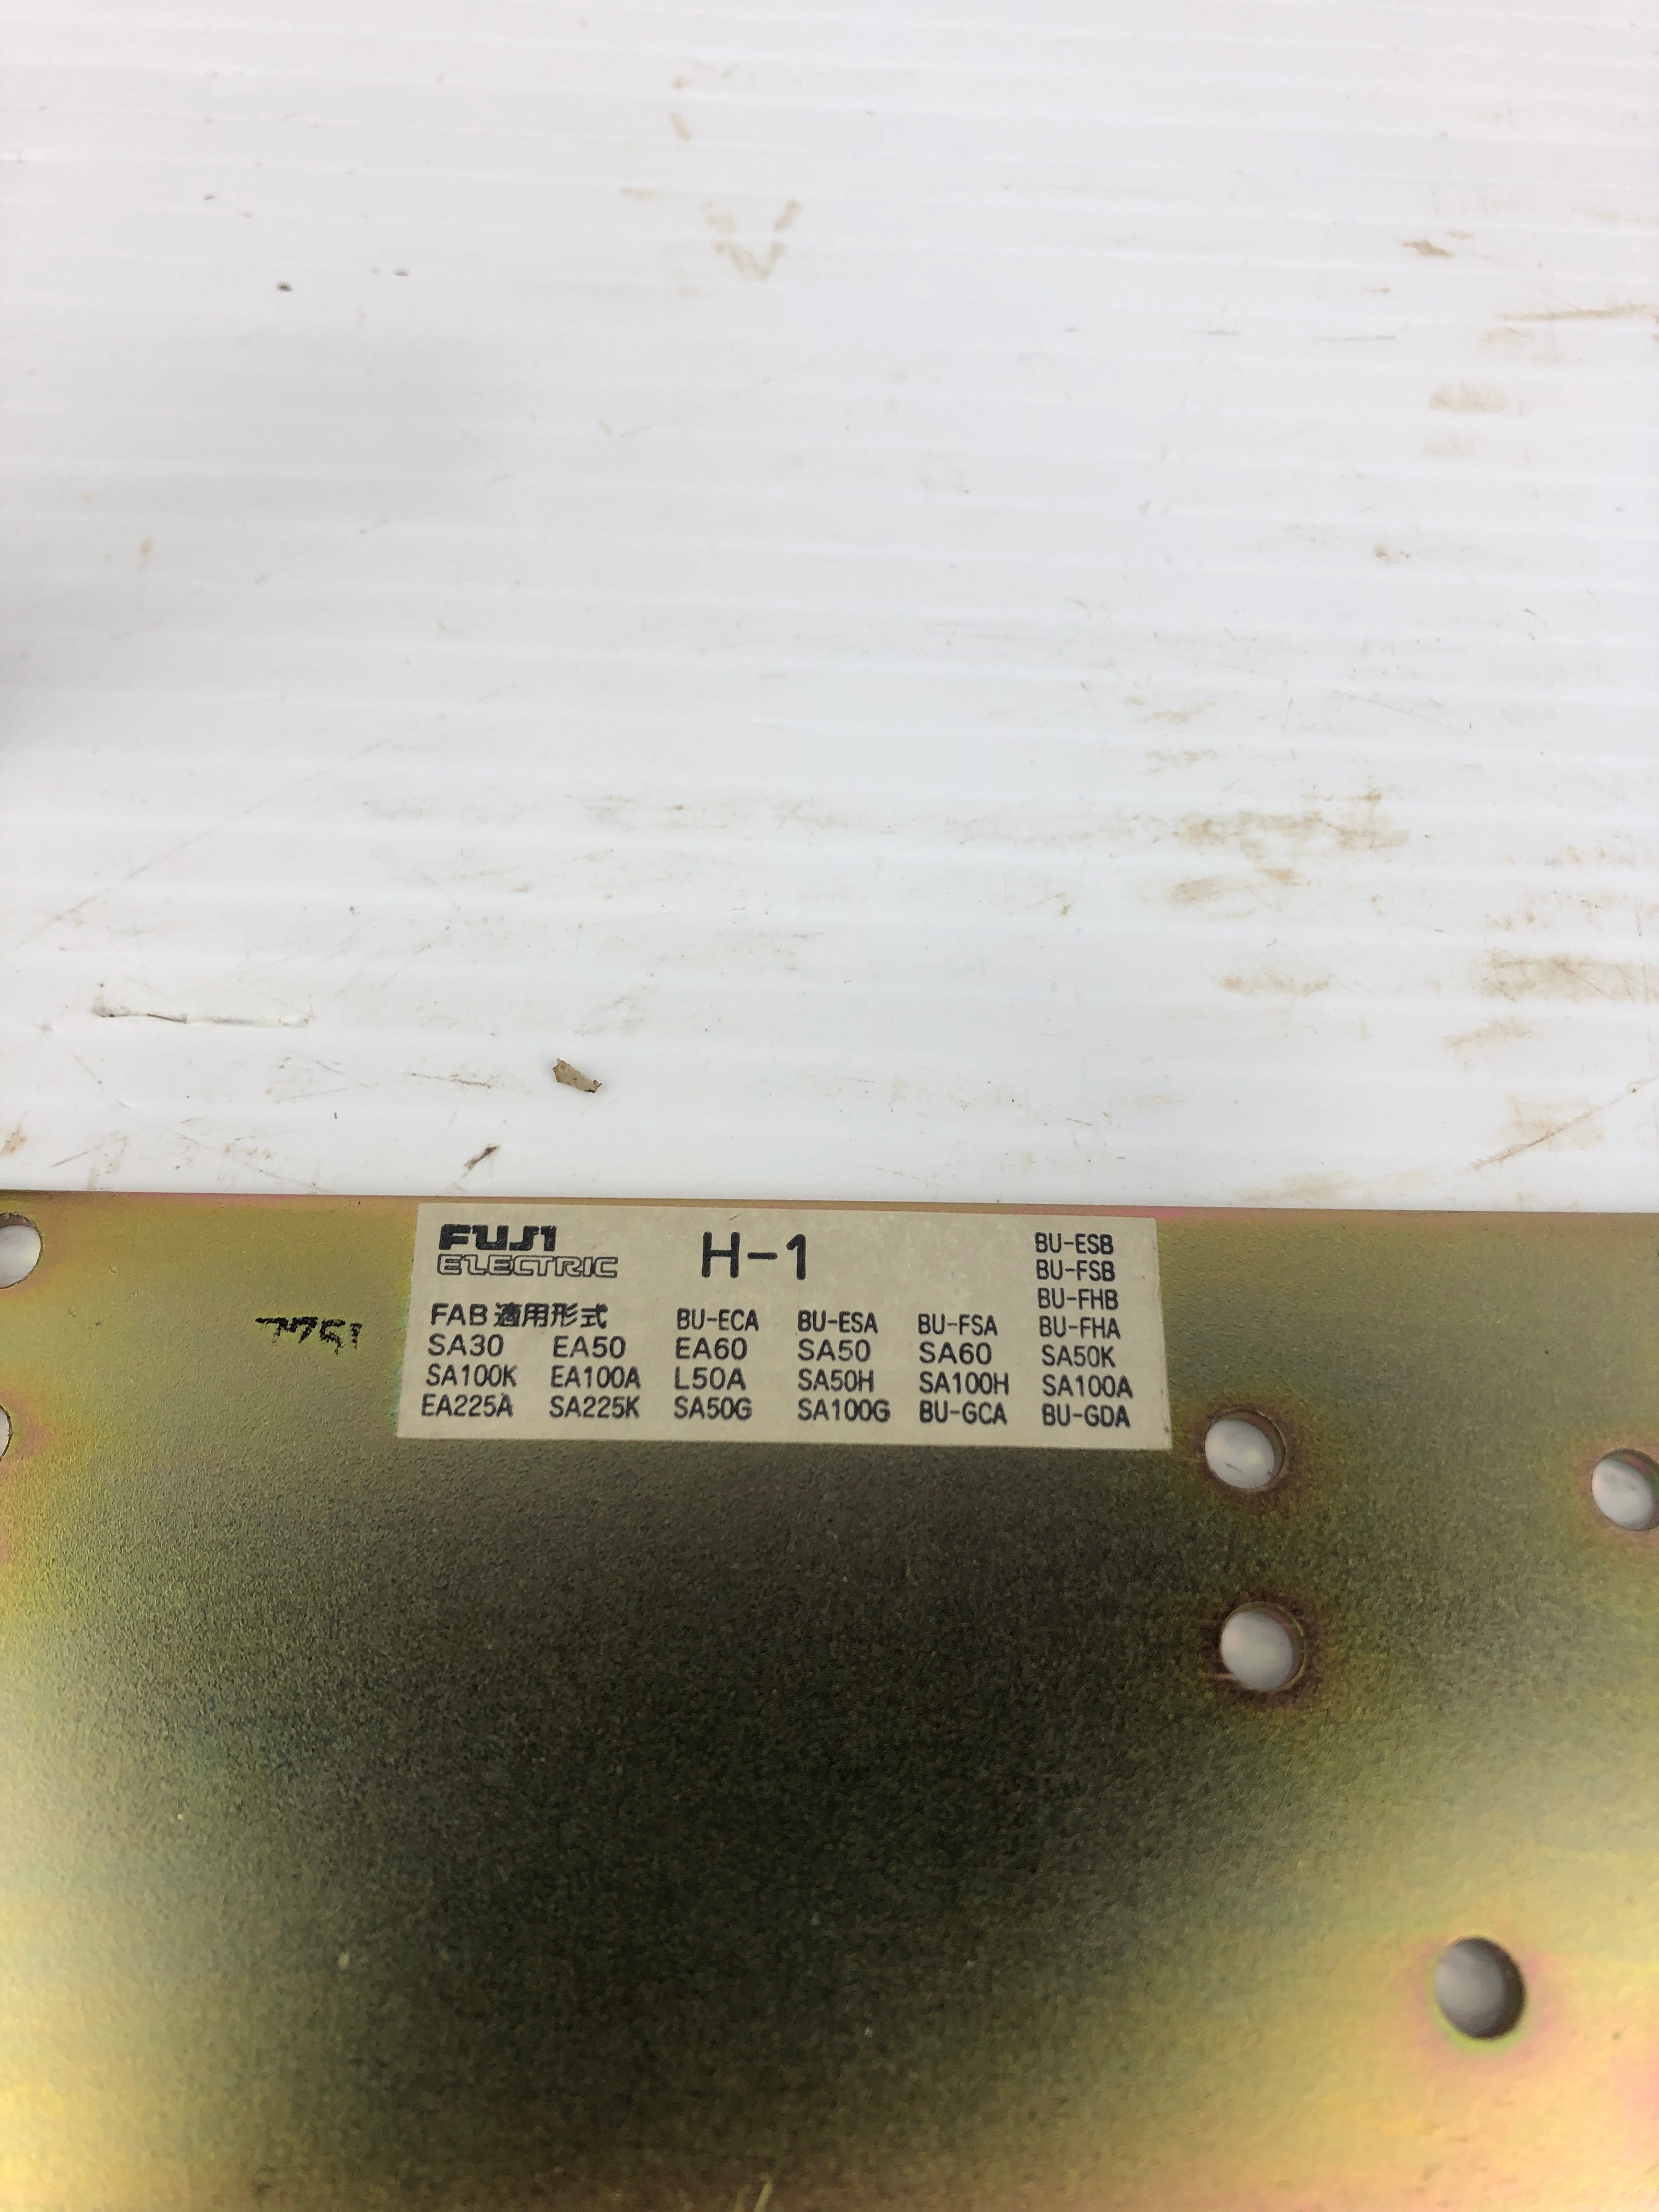 FUJI
ELECTRIC
H-1
BU-ESB
BU-FSB
BU-FHB
FAB 適用形式 BU-ECA BU-ESA BU-FSA BU-FHA
SA30 EA50 EA60 SA50 SA60 SA50K
SA100K EA100A L50A SA50H SA100H SA100A
EA225A SA225K SA50G SA100G BU-GCA BU-GDA